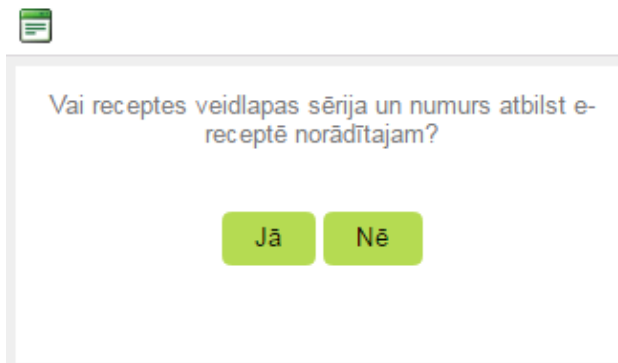 Vai receptes veidlapas sērija un numurs atbilst e-
receptē norādītajam?
Jā Nē